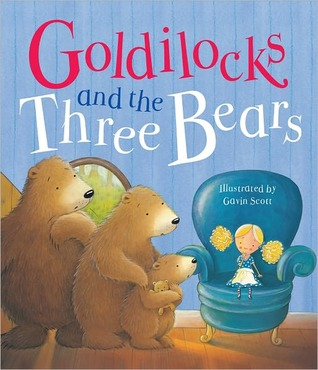 Goldilocks
and the
Three Bears
Illustrated by
Gavin Scott